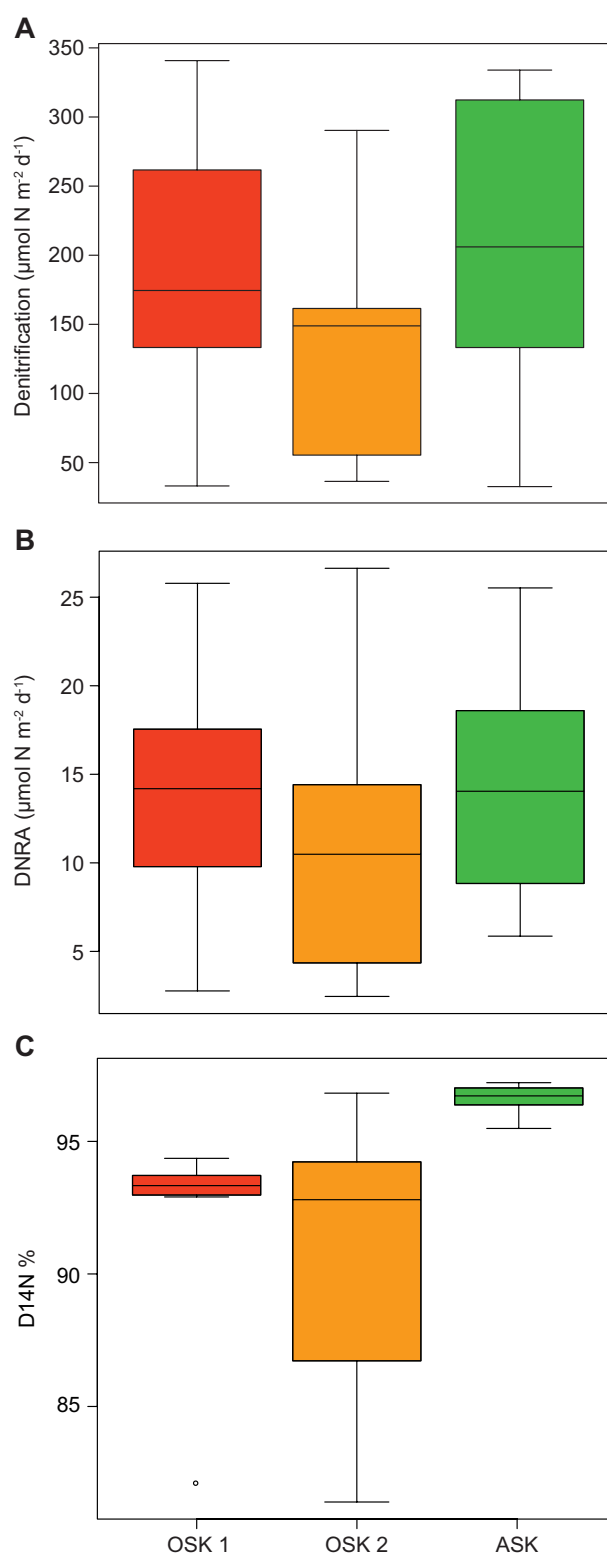 A
Denitrification (µmol N m⁻² d⁻¹)
350
300
250
200
150
100
50
B
DNRA (µmol N m⁻² d⁻¹)
25
20
15
10
5
C
D14N %
95
90
85
OSK 1 OSK 2 ASK